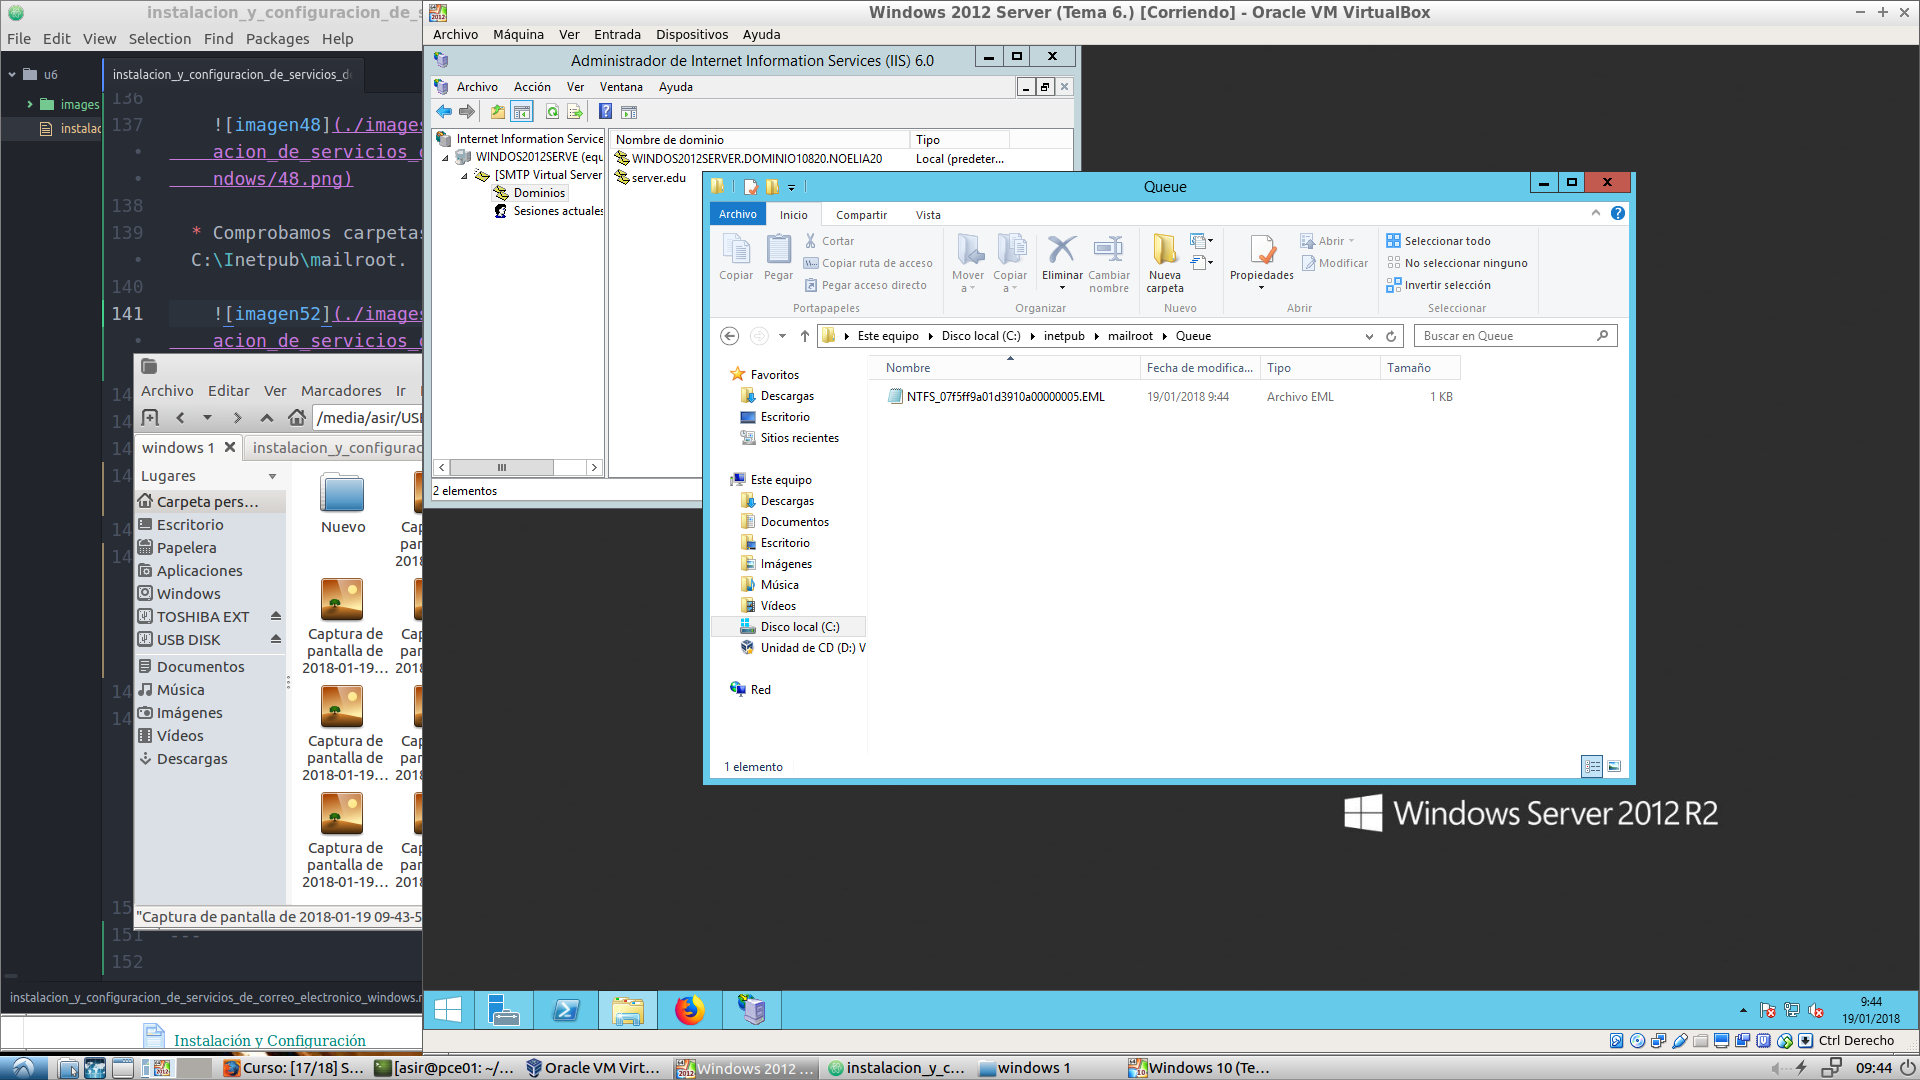 instalacion_y_configuracion_de_s
Windows 2012 Server (Tema 6.) [Corriendo] - Oracle VM VirtualBox
File Edit View Selection Find Packages Help
Archivo Máquina Ver Entrada Dispositivos Ayuda
u6
instalacion_y_configuracion_de_servicios_d
images
instalac
136
137 ![imagen48](./images
acion_de_servicios_
ndows/48.png)
138
139 * Comprobamos carpetas
C:\Inetpub\mailroot.
140
141 ![imagen52](./images
acion_de_servicios_
Administrador de Internet Information Services (IIS) 6.0
Archivo Acción Ver Ventana Ayuda
Internet Information Service
WINDOS2012SERVE (equ
[SMTP Virtual Server
Dominios
Sesiones actuales
Nombre de dominio Tipo
WINDOS2012SERVER.DOMINIO10820.NOELIA20 Local (predeter...
server.edu
2 elementos
Queue
Archivo Inicio Compartir Vista
Copiar
Pegar
Cortar
Copiar ruta de acceso
Pegar acceso directo
Portapapeles
Mover a
Copiar a
Eliminar
Cambiar nombre
Organizar
Nueva carpeta
Nuevo
Propiedades
Abrir
Modificar
Abrir
Seleccionar todo
No seleccionar ninguno
Invertir selección
Seleccionar
Este equipo Disco local (C:) inetpub mailroot Queue
Buscar en Queue
Favoritos
Descargas
Escritorio
Sitios recientes
Este equipo
Descargas
Documentos
Escritorio
Imágenes
Música
Vídeos
Disco local (C:)
Unidad de CD (D:) V
Red
Nombre Fecha de modifica... Tipo Tamaño
NTFS_07f5ff9a01d3910a00000005.EML 19/01/2018 9:44 Archivo EML 1 KB
1 elemento
Archivo Editar Ver Marcadores Ir
/media/asir/USB
windows 1 instalacion_y_configurac
Lugares
Carpeta pers...
Escritorio
Papelera
Aplicaciones
Windows
TOSHIBA EXT
USB DISK
Documentos
Música
Imágenes
Vídeos
Descargas
Nuevo
Captura de pantalla de 2018-01-19...
Captura de pantalla de 2018-01-19...
Captura de pantalla de 2018-01-19...
"Captura de pantalla de 2018-01-19 09-43-5
151 ---
152
instalacion_y_configuracion_de_servicios_de_correo_electronico_windows.m
Instalación y Configuración
Windows Server 2012 R2
9:44
19/01/2018
Ctrl Derecho
Curso: [17/18] S... [asir@pce01: ~/... Oracle VM Virt... Windows 2012 ... instalacion_y_c... windows 1 Windows 10 (Te...
09:44